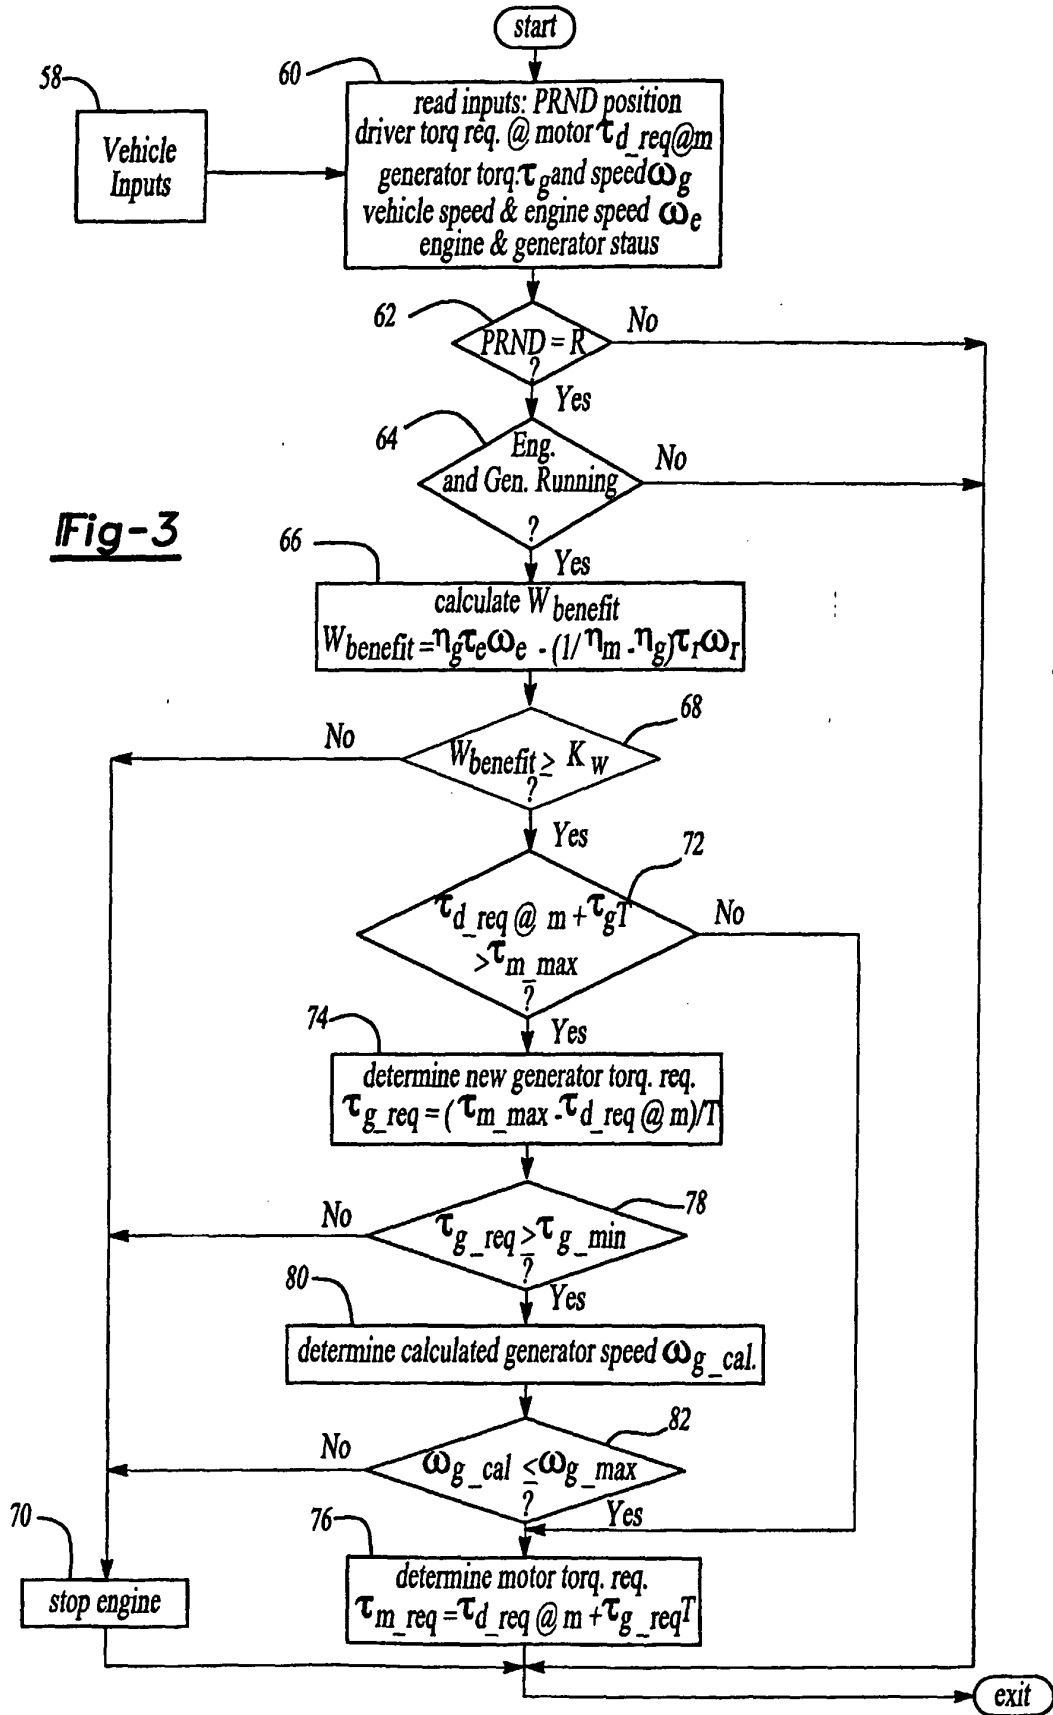 start
58
60
Vehicle
Inputs
read inputs: PRND position
driver torq req. @ motor τd_req@m
generator torq. τg and speed ωg
vehicle speed & engine speed ωe
engine & generator staus
62
PRND = R
?
No
Yes
64
Eng.
and Gen. Running
?
No
Yes
Fig-3
66
calculate Wbenefit
Wbenefit = ηgτeωe - (1/ηm - ηg)τrωr
68
No
Wbenefit ≥ Kw
?
Yes
72
τd_req @ m + τgT
> τm_max
?
No
Yes
74
determine new generator torq. req.
τg_req = (τm_max - τd_req @ m)/T
78
No
τg_req ≥ τg_min
?
Yes
80
determine calculated generator speed ωg_cal.
82
No
ωg_cal ≤ ωg_max
?
Yes
70
stop engine
76
determine motor torq. req.
τm_req = τd_req @ m + τg_reqT
exit